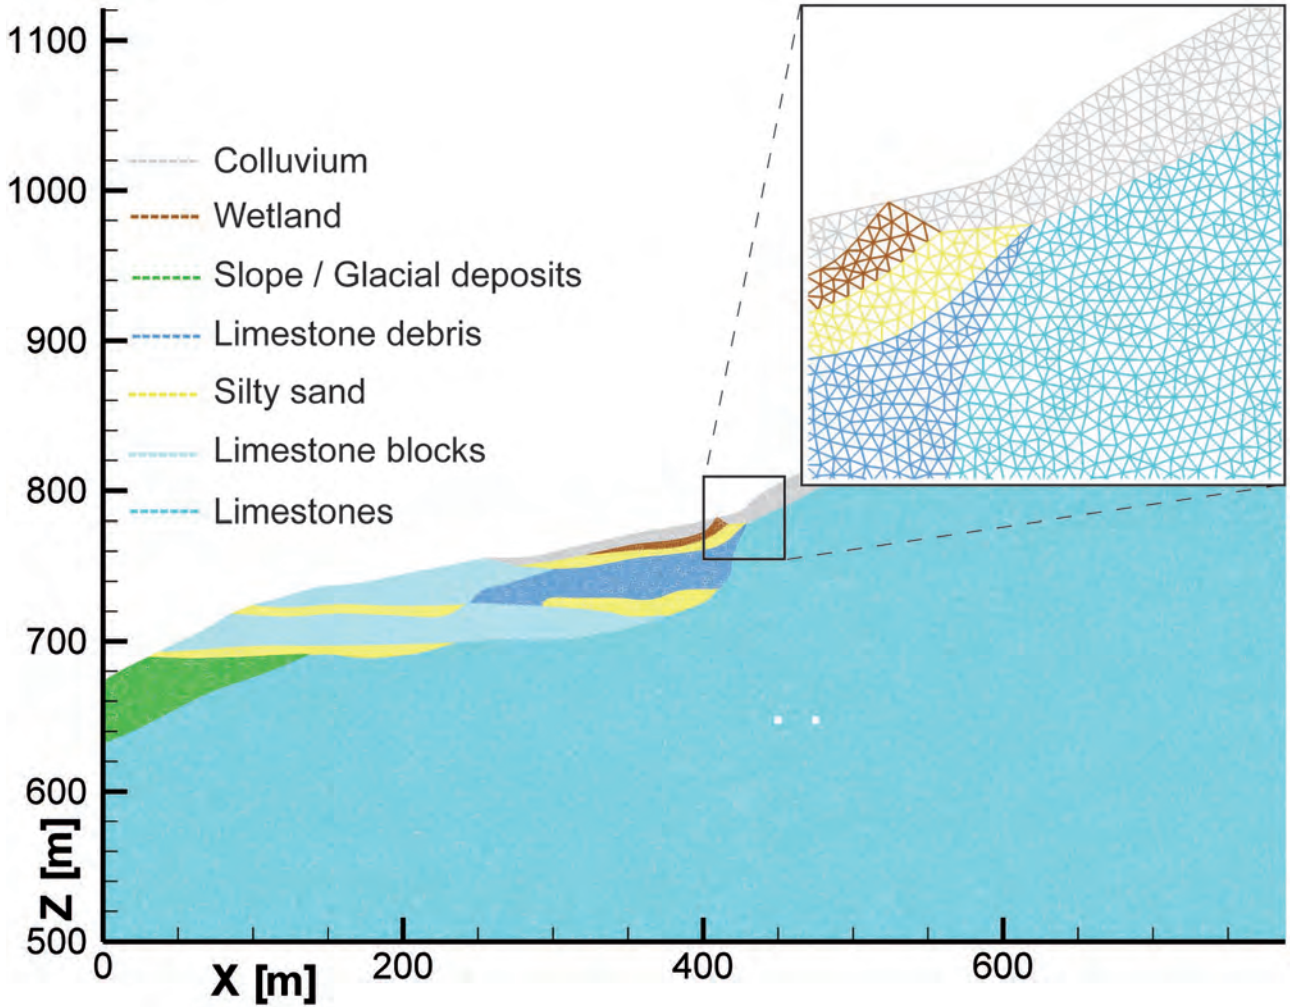 1100
1000
900
800
700
600
500
Z [m]
Colluvium
Wetland
Slope / Glacial deposits
Limestone debris
Silty sand
Limestone blocks
Limestones
0
200
400
600
X [m]